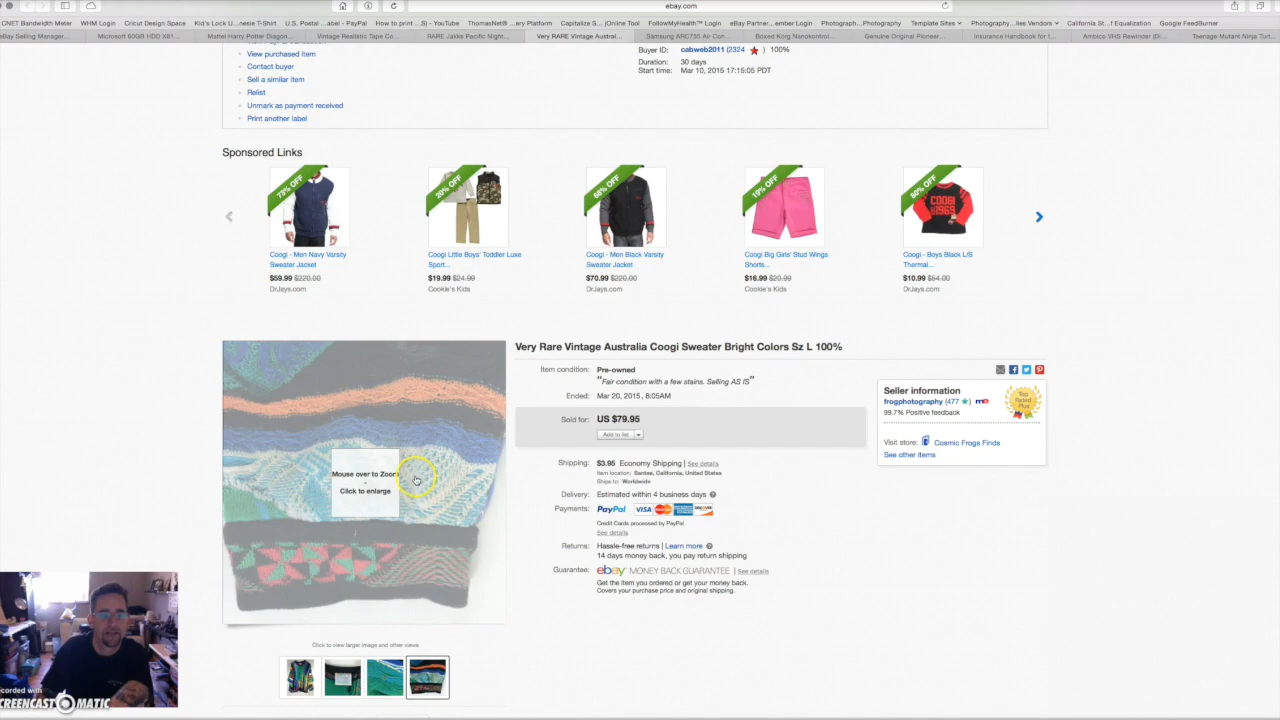 ebay.com
CNET Bandwidth Meter WHM Login Cricut Design Space Kid's Lock U...nesie T-Shirt U.S. Postal ...abel - PayPal How to print ...S) - YouTube ThomasNet® ...ery Platform Capitalize S...|Online Tool FollowMyHealth™ Login eBay Partner...ember Login Photograph...Photography Template Sites Photography...lies Vendors California St...f Equalization Google FeedBurner
eBay Selling Manager... Microsoft 60GB HDD X81... Mattel Harry Potter Dragon... Vintage Realistic Tape Co... RARE Jakks Pacific Night... Very RARE Vintage Austral... Samsung ARC735 Air Con... Boxed Korg Nanokontrol... Genuine Original Pioneer... Insurance Handbook for t... Ambico VHS Rewinder (Di... Teenage Mutant Ninja Turt...
View purchased item
Contact buyer
Sell a similar item
Relist
Unmark as payment received
Print another label
Buyer ID: cabweb2011 (2324 ) 100%
Duration: 30 days
Start time: Mar 10, 2015 17:15:05 PDT
Sponsored Links
73% OFF
20% OFF
68% OFF
19% OFF
80% OFF
COOGI
1969
Coogi - Men Navy Varsity
Sweater Jacket
$59.99 $220.00
DrJays.com
Coogi Little Boys' Toddler Luxe
Sport...
$19.99 $24.99
Cookie's Kids
Coogi - Men Black Varsity
Sweater Jacket
$70.99 $220.00
DrJays.com
Coogi Big Girls' Stud Wings
Shorts...
$16.99 $20.99
Cookie's Kids
Coogi - Boys Black L/S
Thermal...
$10.99 $54.00
DrJays.com
Mouse over to Zoom
-
Click to enlarge
Click to view larger image and other views
Very Rare Vintage Australia Coogi Sweater Bright Colors Sz L 100%
Item condition: Pre-owned
"Fair condition with a few stains. Selling AS IS"
Ended: Mar 20, 2015 , 8:05AM
Sold for: US $79.95
Add to list
Shipping: $3.95 Economy Shipping | See details
Item location: Santee, California, United States
Ships to: Worldwide
Delivery: Estimated within 4 business days
Payments: PayPal VISA MasterCard DISCOVER
Credit Cards processed by PayPal
See details
Returns: Hassle-free returns | Learn more
14 days money back, you pay return shipping
Guarantee: ebay MONEY BACK GUARANTEE | See details
Get the item you ordered or get your money back.
Covers your purchase price and original shipping.
Seller information
frogphotography (477 ) me
99.7% Positive feedback
Top
Rated
Plus
Visit store: Cosmic Frogs Finds
See other items
corded with
CREENCAST MATIC